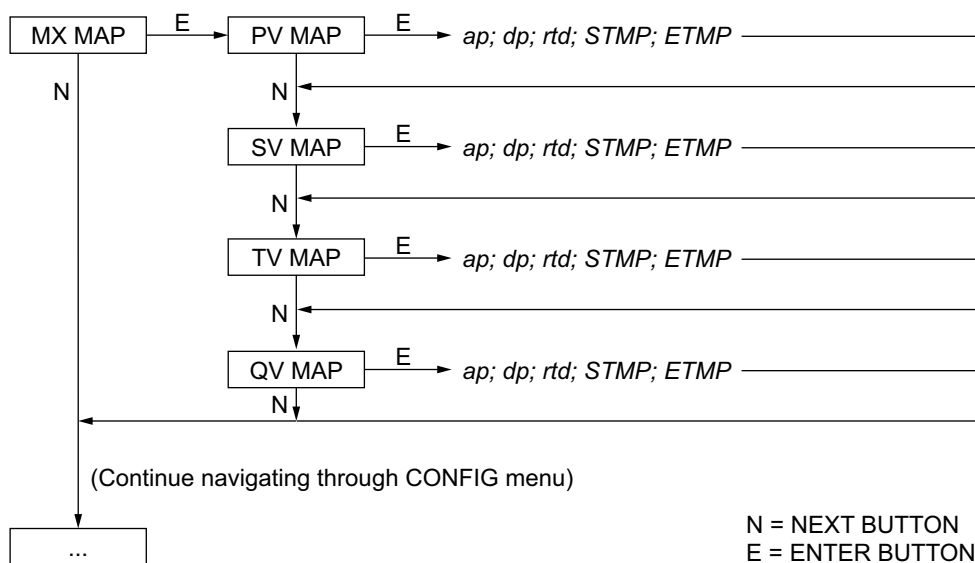 MX MAP E PV MAP E ap; dp; rtd; STMP; ETMP
N N
SV MAP E ap; dp; rtd; STMP; ETMP
N
TV MAP E ap; dp; rtd; STMP; ETMP
N
QV MAP E ap; dp; rtd; STMP; ETMP
N
(Continue navigating through CONFIG menu)
...
N = NEXT BUTTON
E = ENTER BUTTON